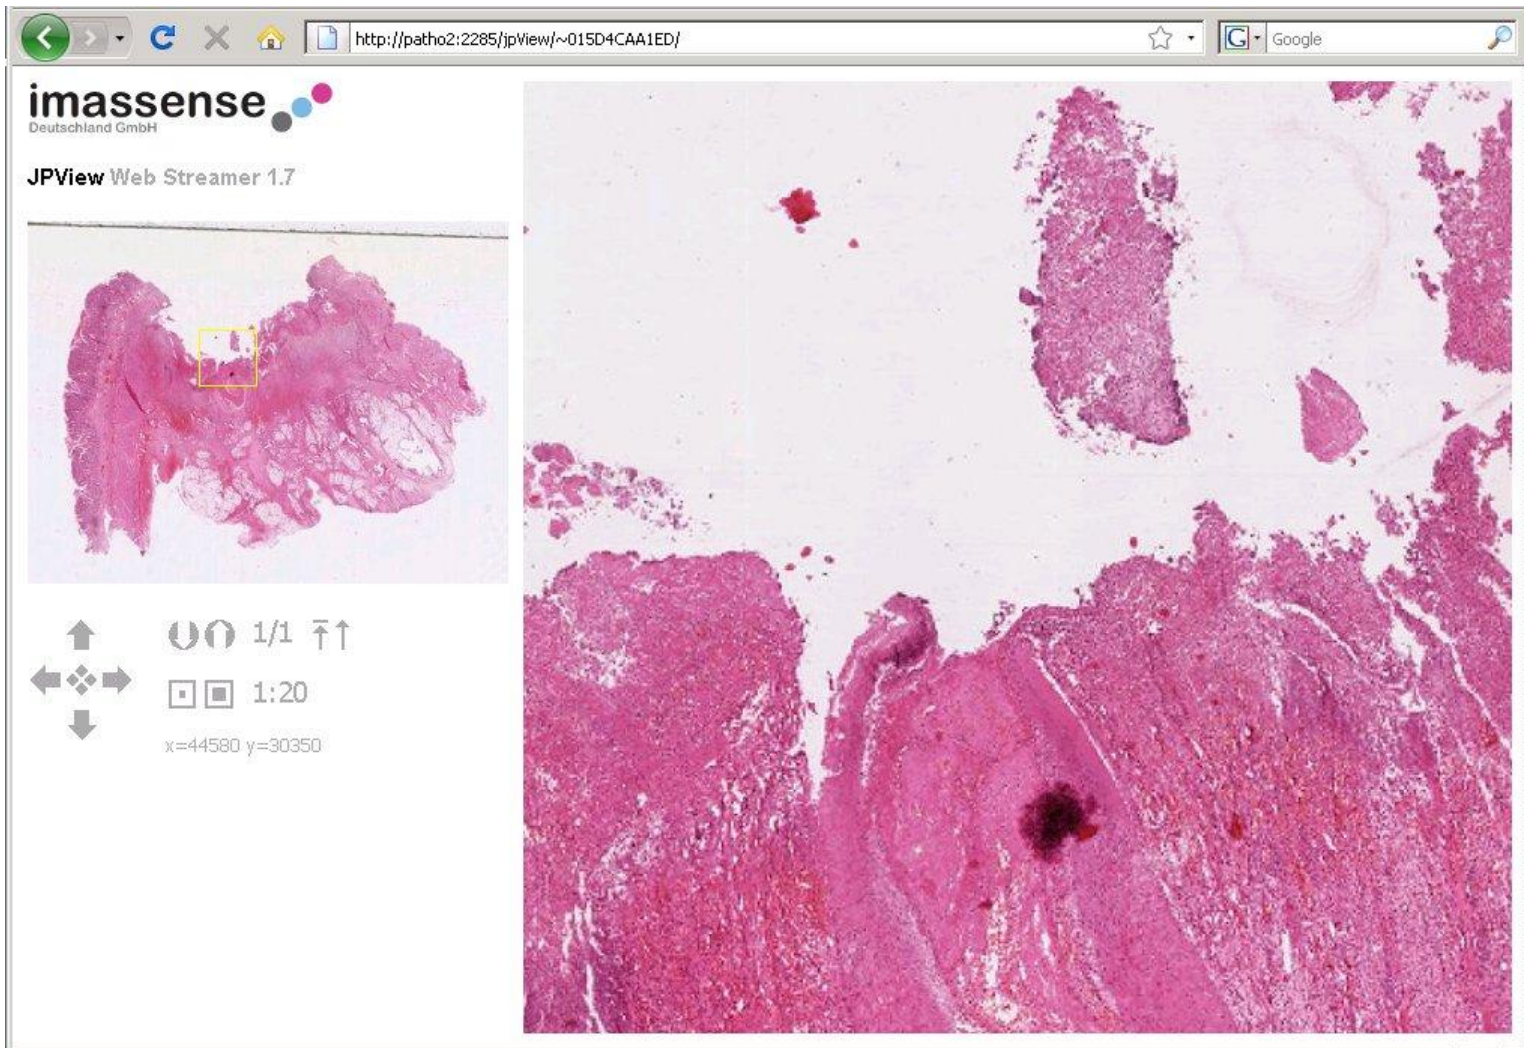 http://patho2:2285/jpView/~015D4CAA1ED/
G
Google
imassense
Deutschland GmbH
JPView Web Streamer 1.7
1/1
1:20
x=44580 y=30350